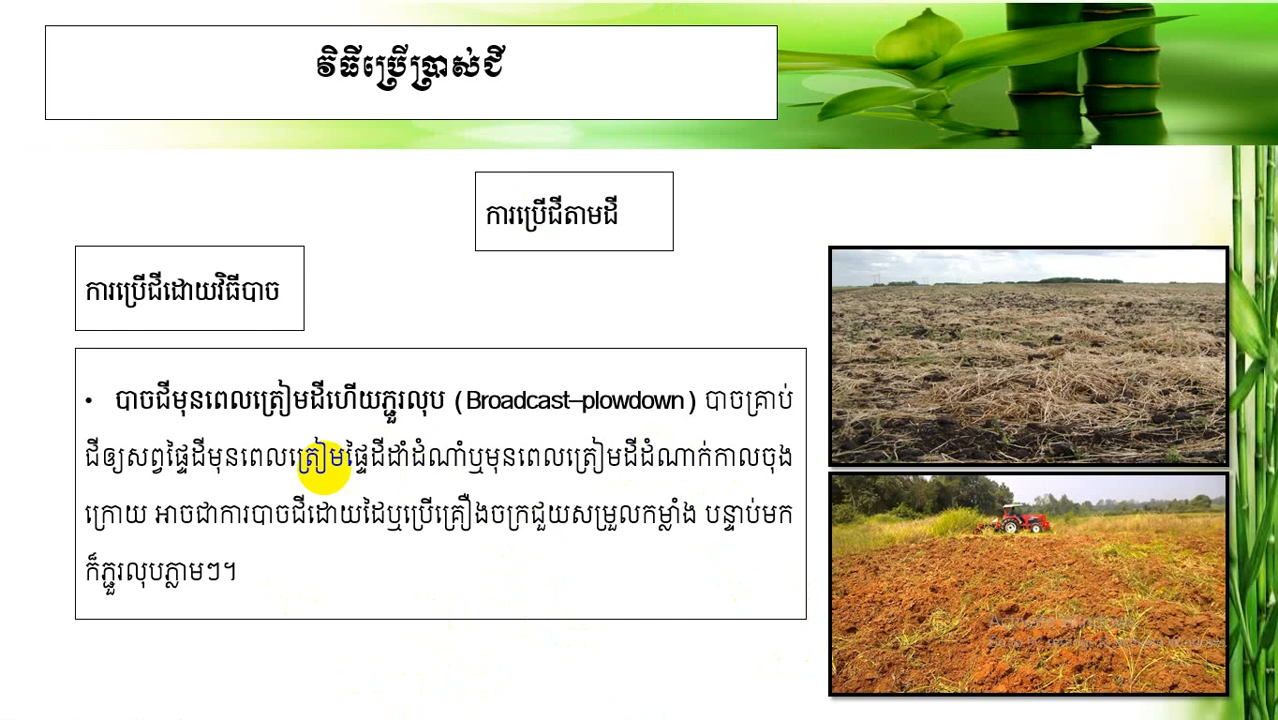 វិធីប្រើប្រាស់ជី
ការប្រើជីតាមដី
ការប្រើជីដោយវិធីបាច
• បាចជីមុនពេលត្រៀមដីហើយភ្ជួរលុប (Broadcast–plowdown) បាចគ្រាប់
ជីឲ្យសព្វផ្ទៃដីមុនពេលត្រៀមផ្ទៃដីដាំដំណាំឬមុនពេលត្រៀមដីដំណាក់កាលចុង
ក្រោយ អាចជាការបាចជីដោយដៃឬប្រើគ្រឿងចក្រជួយសម្រួលកម្លាំង បន្ទាប់មក
ក៏ភ្ជួរលុបភ្លាមៗ។